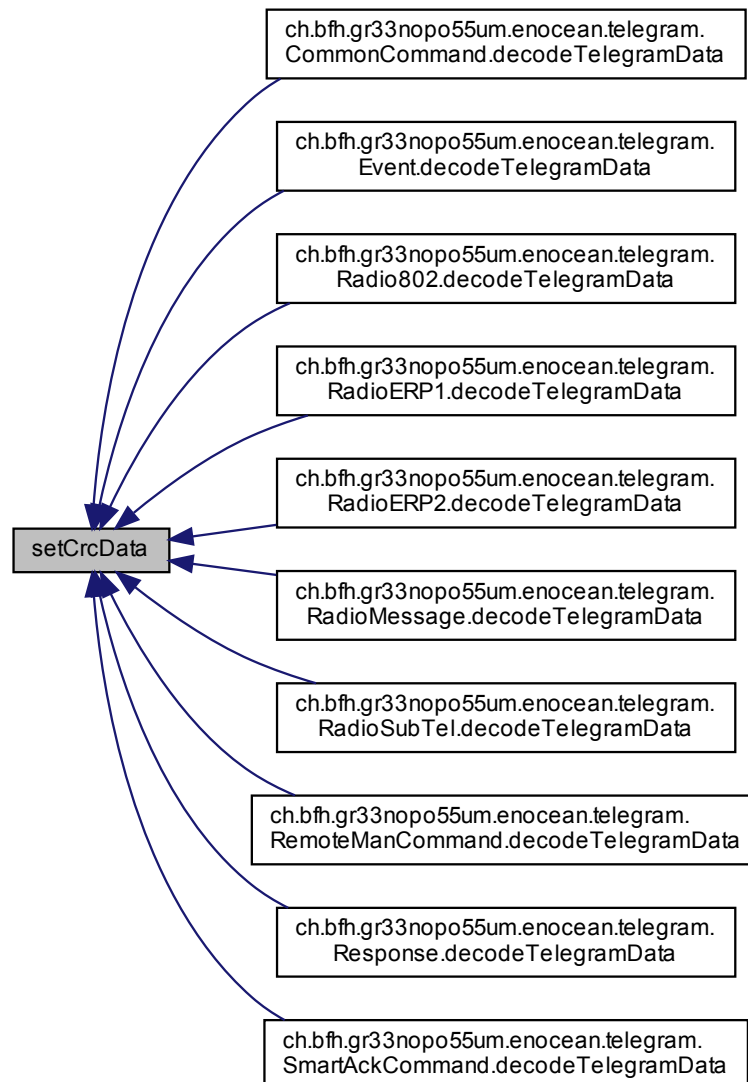 ch.bfh.gr33nopo55um.enocean.telegram.
CommonCommand.decodeTelegramData
ch.bfh.gr33nopo55um.enocean.telegram.
Event.decodeTelegramData
ch.bfh.gr33nopo55um.enocean.telegram.
Radio802.decodeTelegramData
ch.bfh.gr33nopo55um.enocean.telegram.
RadioERP1.decodeTelegramData
ch.bfh.gr33nopo55um.enocean.telegram.
RadioERP2.decodeTelegramData
setCrcData
ch.bfh.gr33nopo55um.enocean.telegram.
RadioMessage.decodeTelegramData
ch.bfh.gr33nopo55um.enocean.telegram.
RadioSubTel.decodeTelegramData
ch.bfh.gr33nopo55um.enocean.telegram.
RemoteManCommand.decodeTelegramData
ch.bfh.gr33nopo55um.enocean.telegram.
Response.decodeTelegramData
ch.bfh.gr33nopo55um.enocean.telegram.
SmartAckCommand.decodeTelegramData